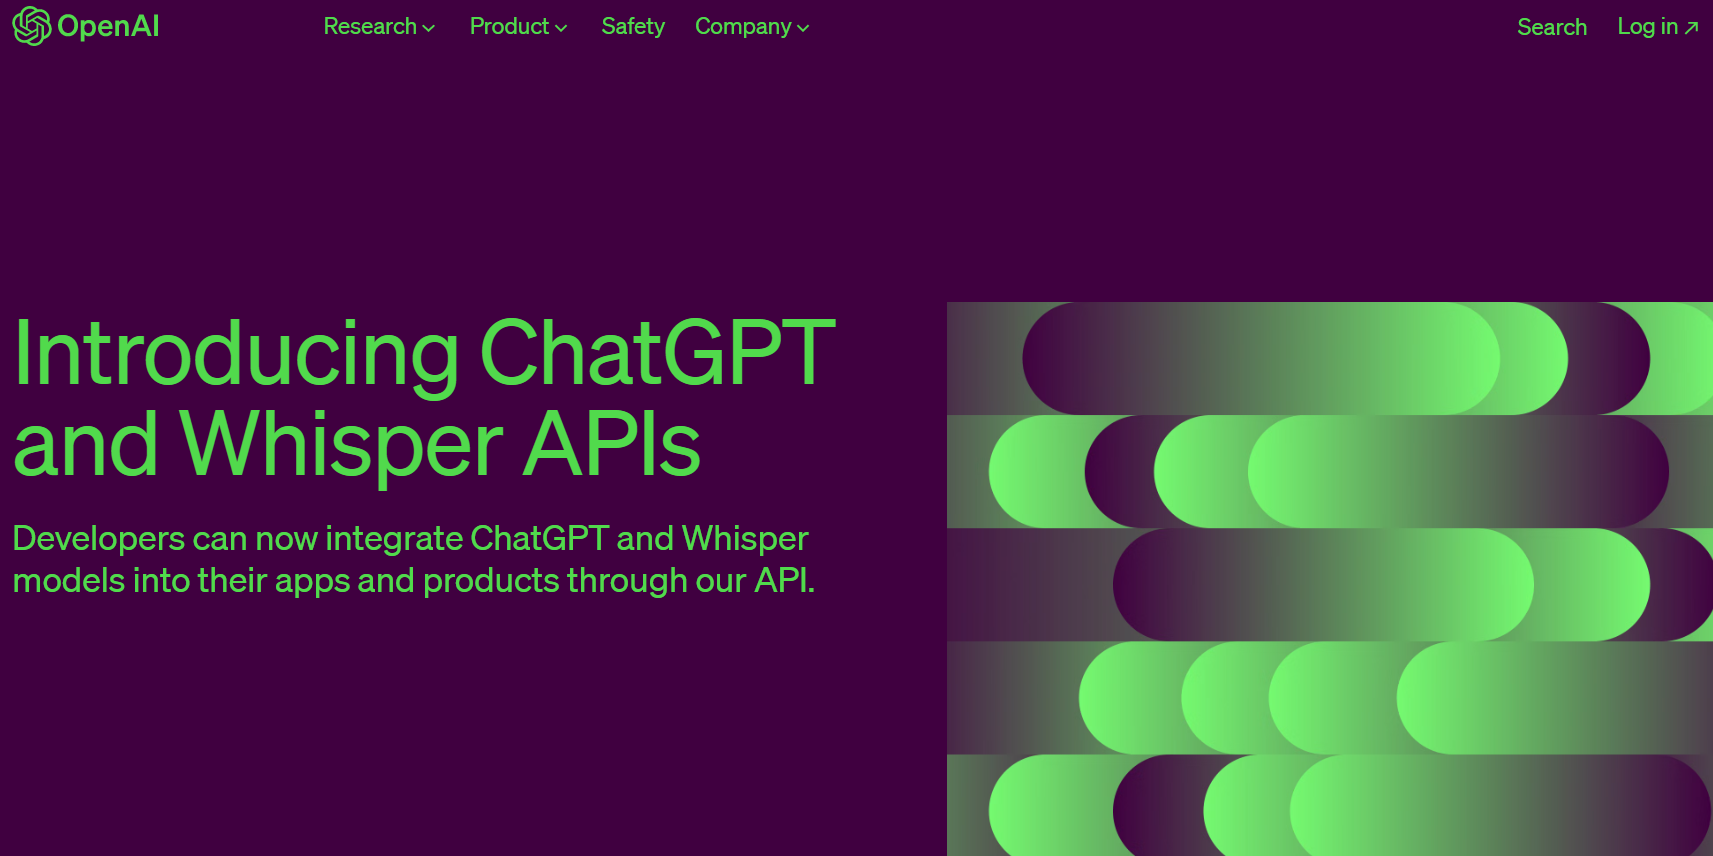 OpenAI
Research
Product
Safety
Company
Search
Log in
Introducing ChatGPT
and Whisper APIs
Developers can now integrate ChatGPT and Whisper
models into their apps and products through our API.